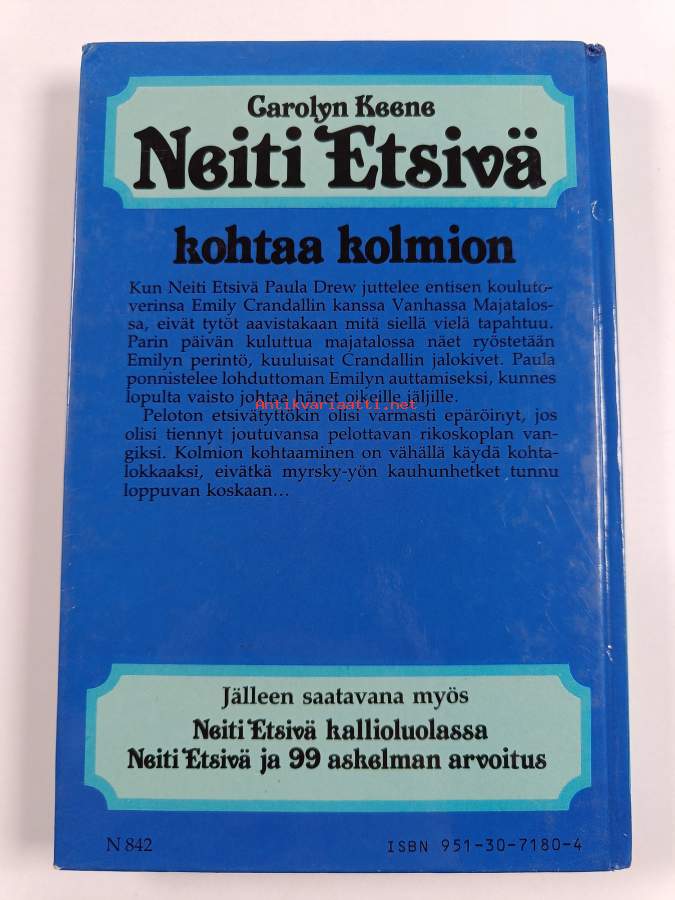 Carolyn Keene
Neiti Etsivä
kohtaa kolmion
Kun Neiti Etsivä Paula Drew juttelee entisen kouluto-
verinsa Emily Crandallin kanssa Vanhassa Majatalos-
sa, eivät tytöt aavistakaan mitä siellä vielä tapahtuu.
Parin päivän kuluttua majatalossa näet ryöstetään
Emilyn perintö, kuuluisat Crandallin jalokivet. Paula
ponnistelee lohduttoman Emilyn auttamiseksi, kunnes
lopulta vaisto johtaa hänet oikeille jäljille.
Antikvariaatti.net
Peloton etsivätyttökin olisi varmasti epäröinyt, jos
olisi tiennyt joutuvansa pelottavan rikoskoplan van-
giksi. Kolmion kohtaaminen on vähällä käydä kohta-
lokkaaksi, eivätkä myrsky-yön kauhunhetket tunnu
loppuvan koskaan...
Jälleen saatavana myös
Neiti Etsivä kallioluolassa
Neiti Etsivä ja 99 askelman arvoitus
N 842
ISBN 951-30-7180-4